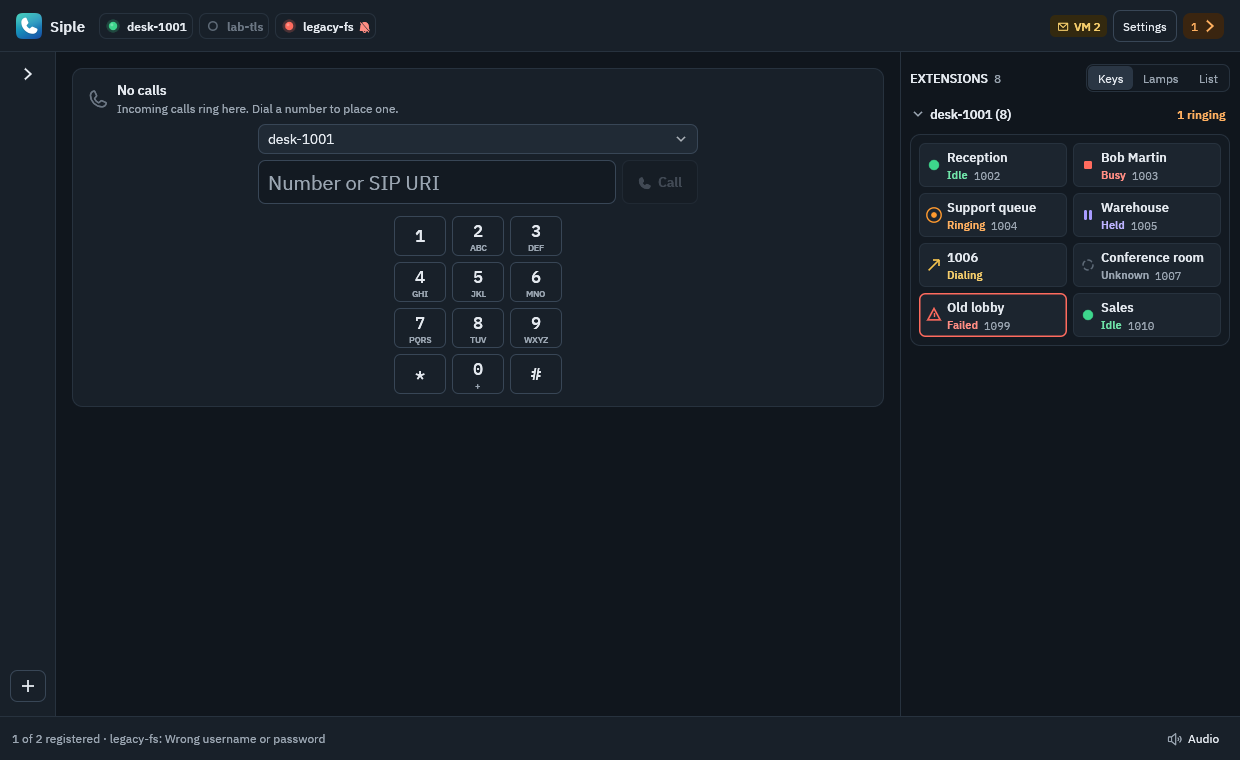 Siple
desk-1001
lab-tls
legacy-fs
VM 2
Settings
1
No calls
Incoming calls ring here. Dial a number to place one.
desk-1001
Number or SIP URI
Call
1
2
ABC
3
DEF
4
GHI
5
JKL
6
MNO
7
PQRS
8
TUV
9
WXYZ
*
0
+
#
EXTENSIONS 8
Keys
Lamps
List
desk-1001 (8)
1 ringing
Reception
Idle 1002
Bob Martin
Busy 1003
Support queue
Ringing 1004
Warehouse
Held 1005
1006
Dialing
Conference room
Unknown 1007
Old lobby
Failed 1099
Sales
Idle 1010
1 of 2 registered · legacy-fs: Wrong username or password
Audio